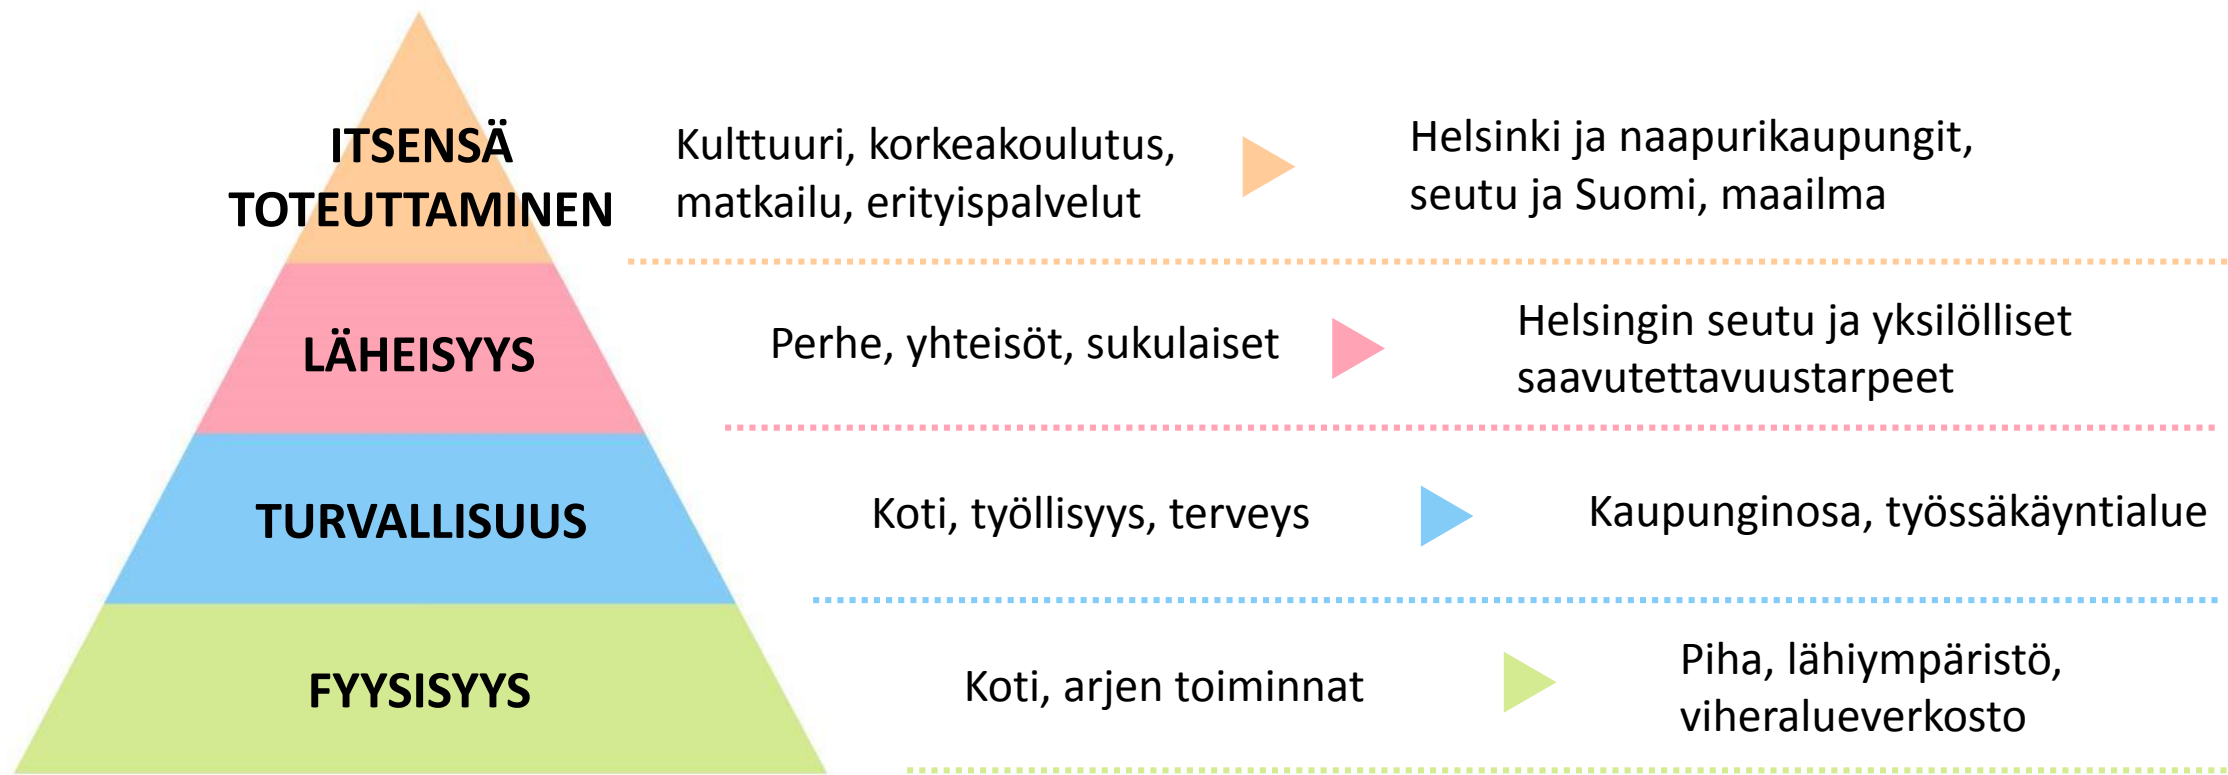 ITSENSÄ
TOTEUTTAMINEN
Kulttuuri, korkeakoulutus,
matkailu, erityispalvelut
Helsinki ja naapurikaupungit,
seutu ja Suomi, maailma
LÄHEISYYS
Perhe, yhteisöt, sukulaiset
Helsingin seutu ja yksilölliset
saavutettavuustarpeet
TURVALLISUUS
Koti, työllisyys, terveys
Kaupunginosa, työssäkäyntialue
FYYSISYYS
Koti, arjen toiminnat
Piha, lähiympäristö,
viheralueverkosto